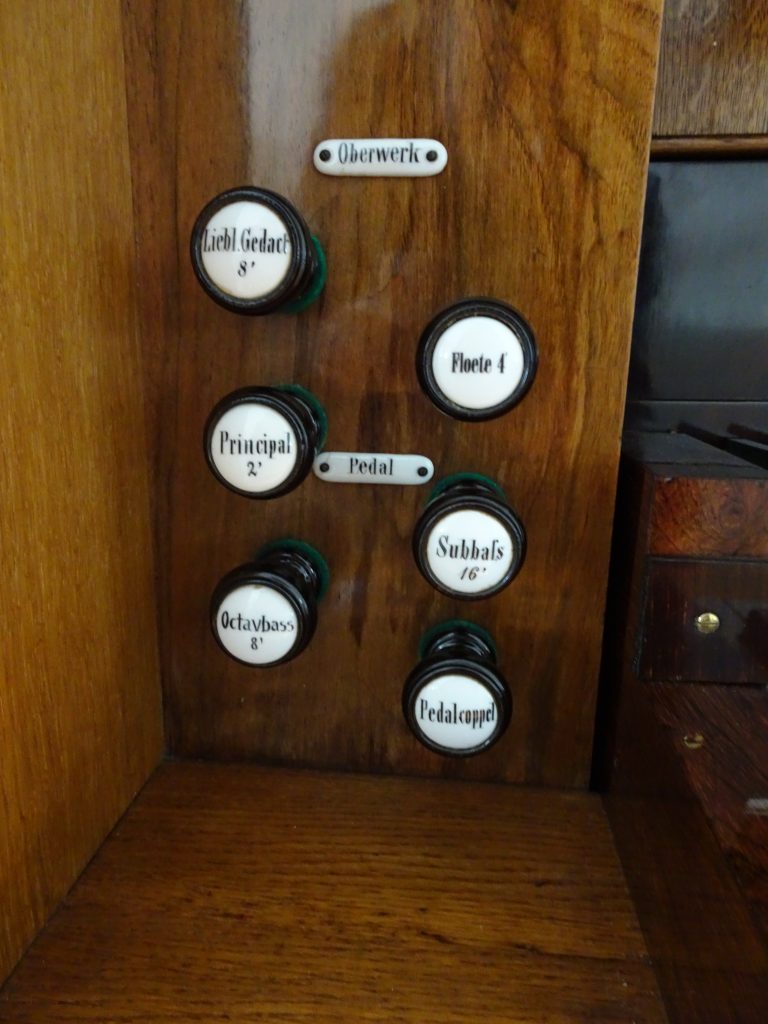 Oberwerk
Liebl.Gedact
8'
Floete 4'
Principal
2'
Pedal
Subbaſs
16'
Octavbass
8'
Pedalcoppel